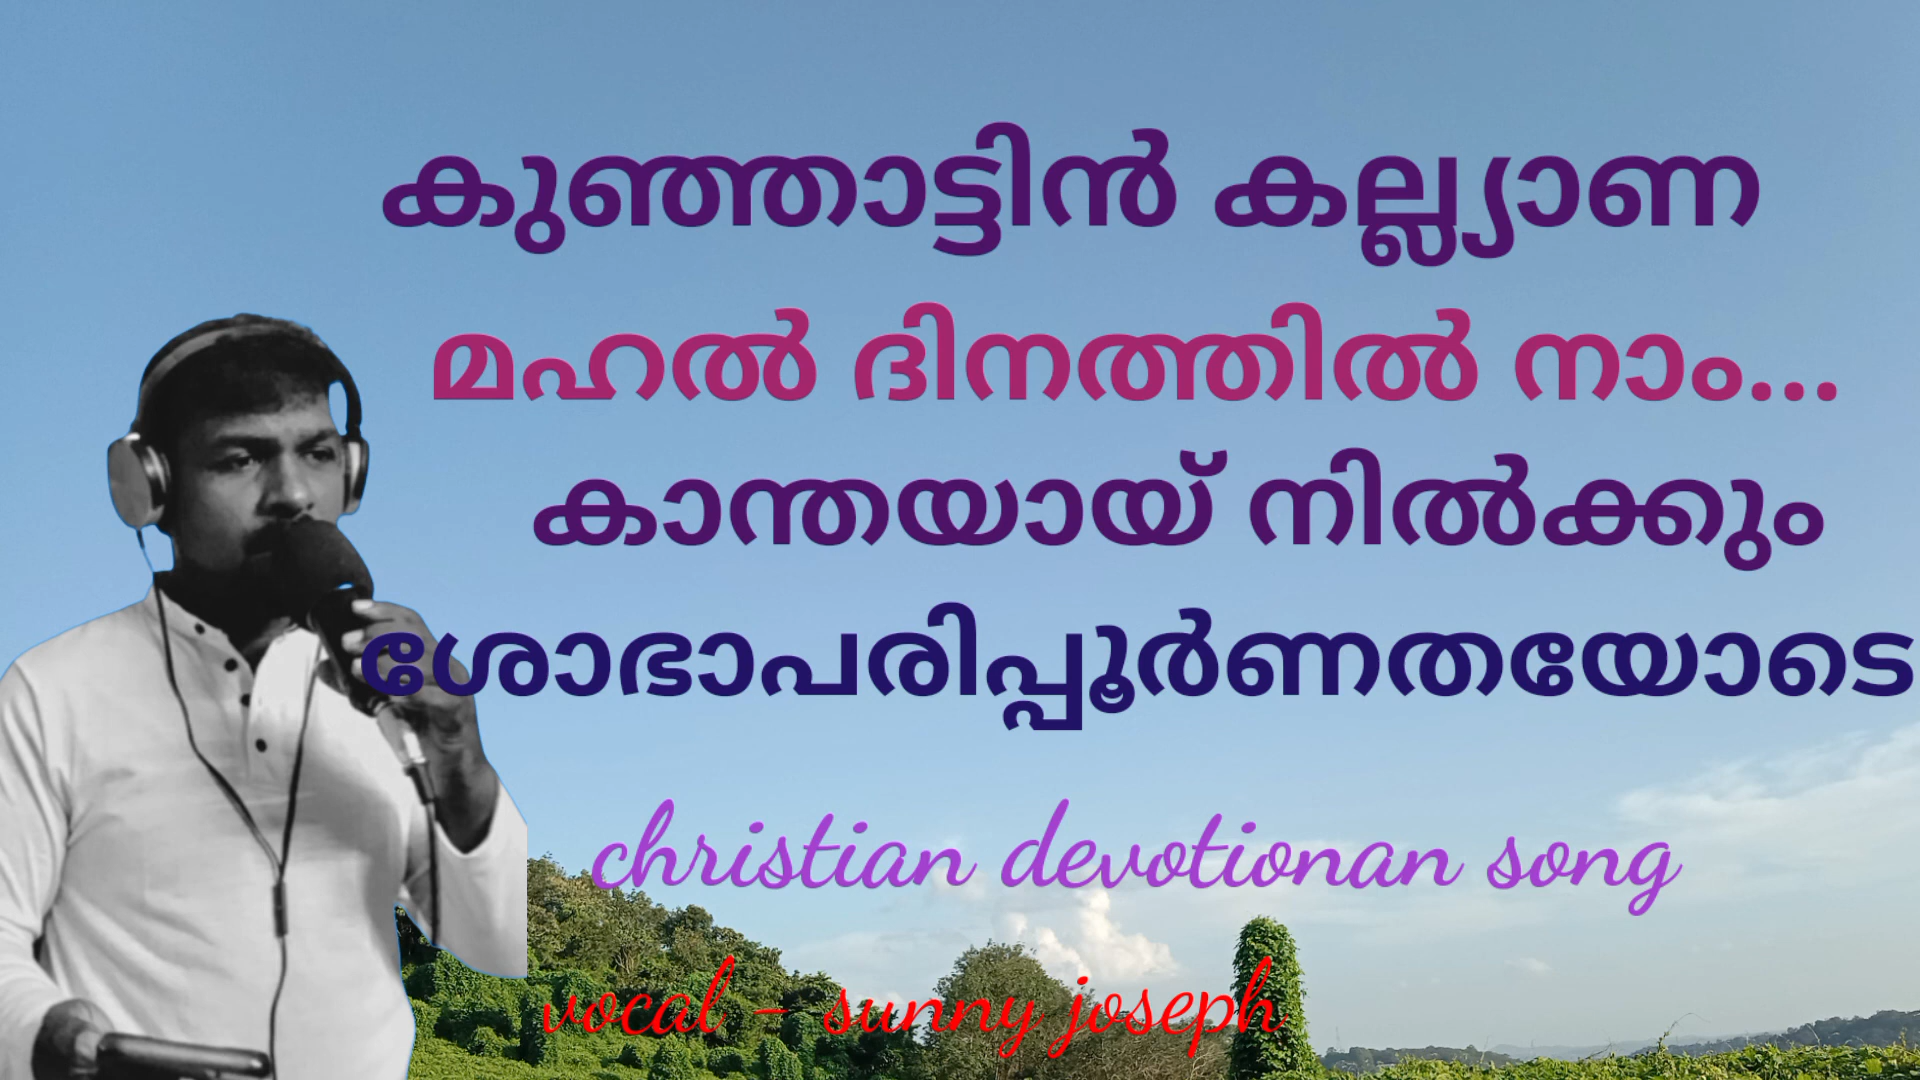 കുഞ്ഞാട്ടിൻ കല്ല്യാണ
മഹൽ ദിനത്തിൽ നാം...
കാന്തയായ് നിൽക്കും
ശോഭാപരിപ്പൂർണതയോടെ
christian devotionan song
vocal - sunny joseph